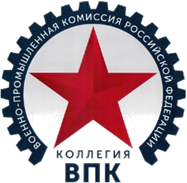 ВОЕННО-ПРОМЫШЛЕННАЯ КОМИССИЯ РОССИЙСКОЙ ФЕДЕРАЦИИ
КОЛЛЕГИЯ
ВПК